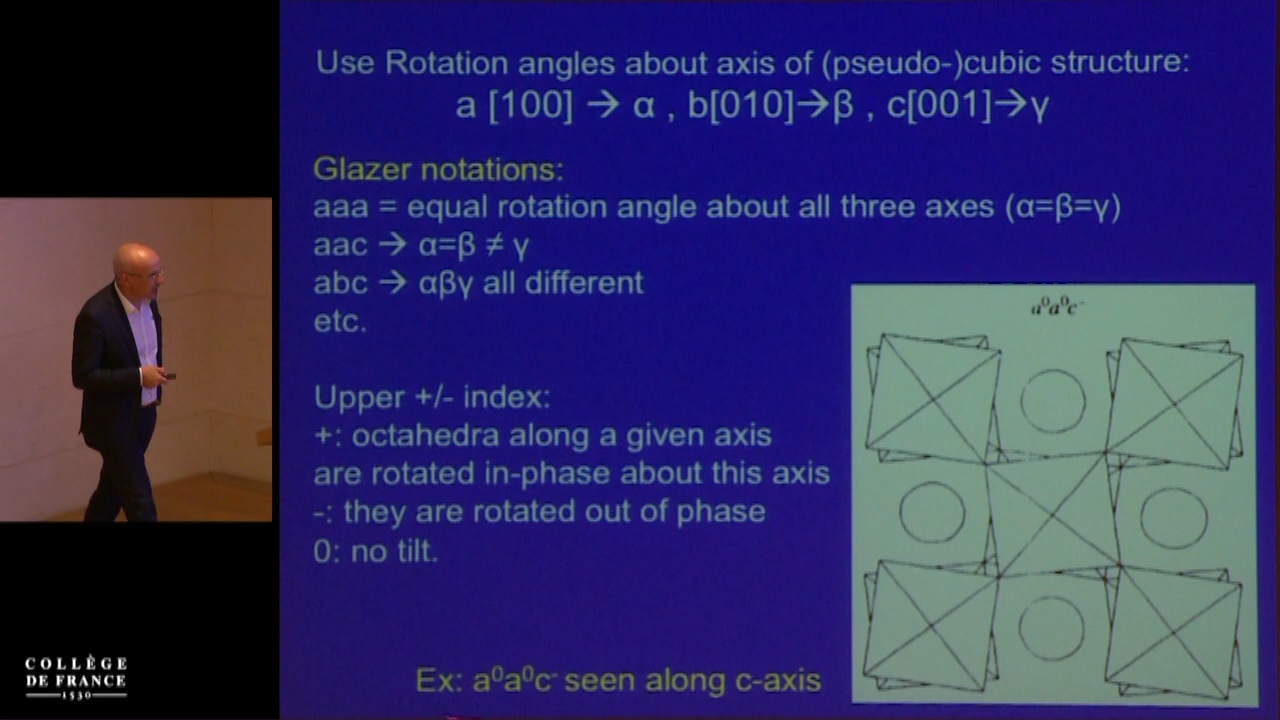 Use Rotation angles about axis of (pseudo-)cubic structure:
a [100] → α , b[010]→β , c[001]→γ
Glazer notations:
aaa = equal rotation angle about all three axes (α=β=γ)
aac → α=β ≠ γ
abc → αβγ all different
etc.
a⁰a⁰c⁻
Upper +/- index:
+: octahedra along a given axis
are rotated in-phase about this axis
-: they are rotated out of phase
0: no tilt.
Ex: a⁰a⁰c⁻ seen along c-axis
COLLÈGE
DE FRANCE
1530